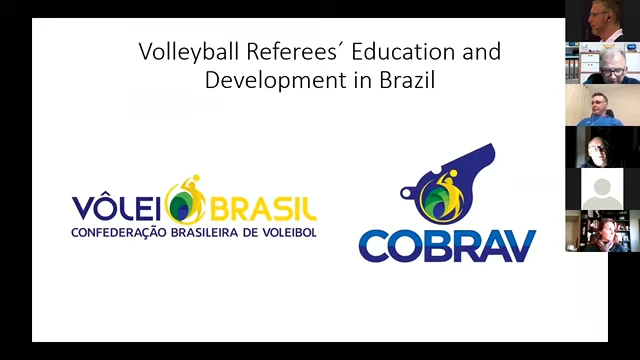 Volleyball Referees´ Education and
Development in Brazil
VÔLEI BRASIL
CONFEDERAÇÃO BRASILEIRA DE VOLEIBOL
COBRAV